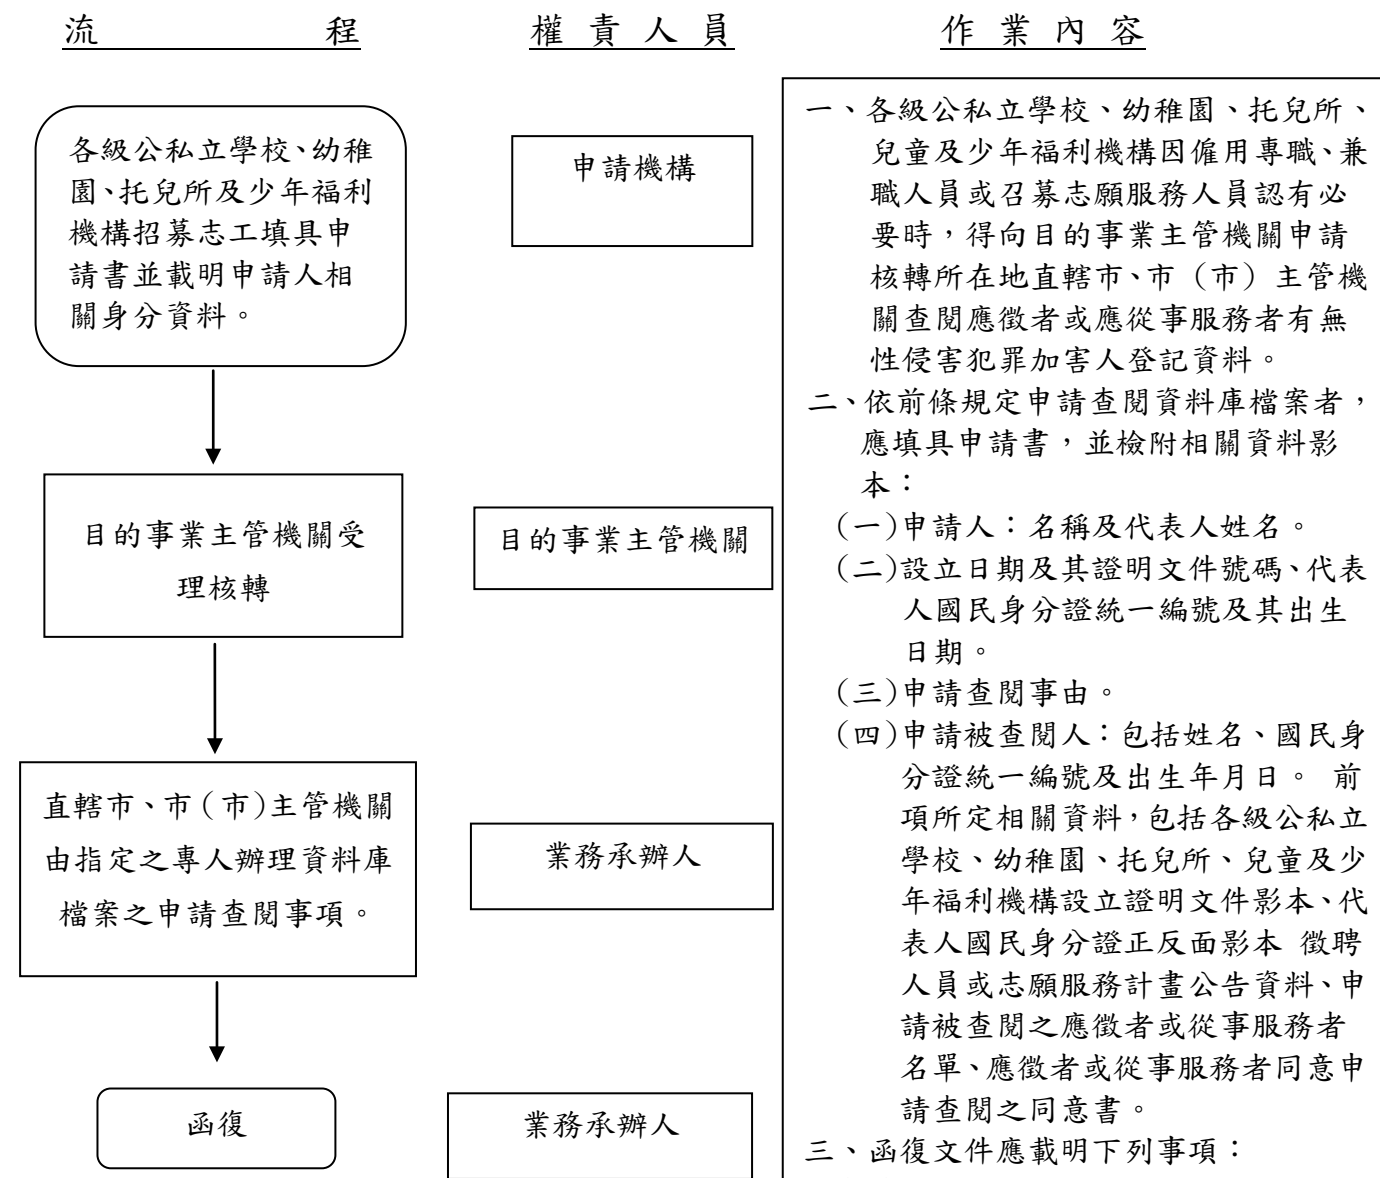 流　　　　程
權責人員
作業內容
各級公私立學校、幼稚
園、托兒所及少年福利
機構招募志工填具申
請書並載明申請人相
關身分資料。
申請機構
目的事業主管機關受
理核轉
目的事業主管機關
直轄市、市(市)主管機關
由指定之專人辦理資料庫
檔案之申請查閱事項。
業務承辦人
函復
業務承辦人
一、各級公私立學校、幼稚園、托兒所、
兒童及少年福利機構因僱用專職、兼
職人員或召募志願服務人員認有必
要時，得向目的事業主管機關申請
核轉所在地直轄市、市（市）主管機
關查閱應徵者或應從事服務者有無
性侵害犯罪加害人登記資料。
二、依前條規定申請查閱資料庫檔案者，
應填具申請書，並檢附相關資料影
本：
(一)申請人：名稱及代表人姓名。
(二)設立日期及其證明文件號碼、代表
人國民身分證統一編號及其出生
日期。
(三)申請查閱事由。
(四)申請被查閱人：包括姓名、國民身
分證統一編號及出生年月日。 前
項所定相關資料，包括各級公私立
學校、幼稚園、托兒所、兒童及少
年福利機構設立證明文件影本、代
表人國民身分證正反面影本 徵聘
人員或志願服務計畫公告資料、申
請被查閱之應徵者或從事服務者
名單、應徵者或從事服務者同意申
請查閱之同意書。
三、函復文件應載明下列事項：